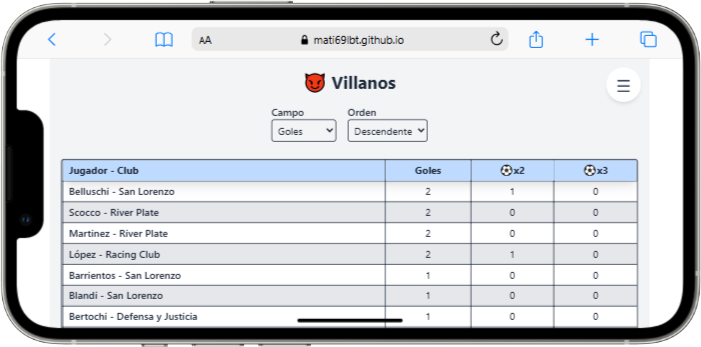 AA mati69lbt.github.io
Villanos
Campo Orden
Goles Descendente
Jugador - Club Goles ⚽x2 ⚽x3
Belluschi - San Lorenzo 2 1 0
Scocco - River Plate 2 0 0
Martinez - River Plate 2 0 0
López - Racing Club 2 1 0
Barrientos - San Lorenzo 1 0 0
Blandi - San Lorenzo 1 0 0
Bertochi - Defensa y Justicia 1 0 0